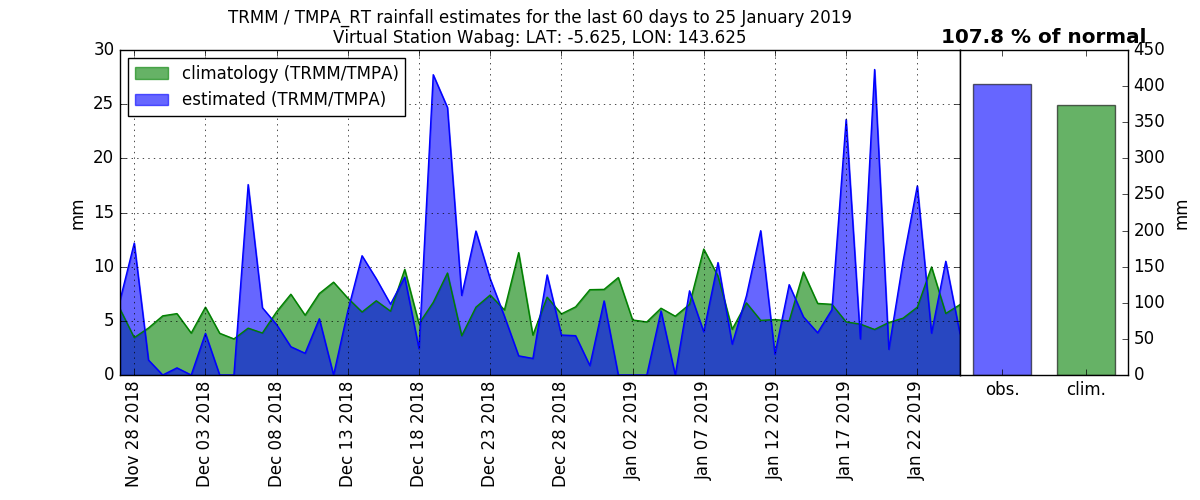 TRMM / TMPA_RT rainfall estimates for the last 60 days to 25 January 2019
Virtual Station Wabag: LAT: -5.625, LON: 143.625
107.8 % of normal
climatology (TRMM/TMPA)
estimated (TRMM/TMPA)
30
25
20
15
10
5
0
mm
450
400
350
300
250
200
150
100
50
0
mm
Nov 28 2018
Dec 03 2018
Dec 08 2018
Dec 13 2018
Dec 18 2018
Dec 23 2018
Dec 28 2018
Jan 02 2019
Jan 07 2019
Jan 12 2019
Jan 17 2019
Jan 22 2019
obs.
clim.